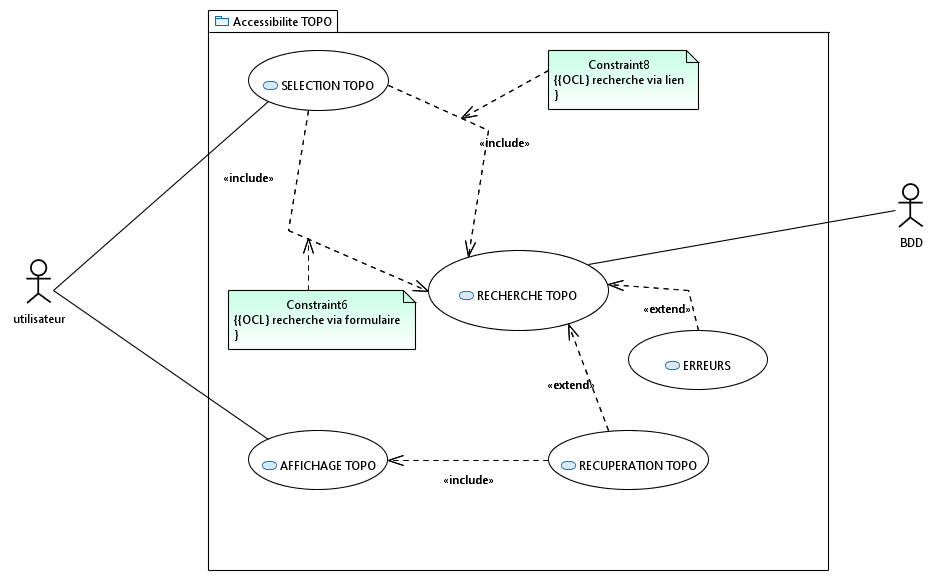 Accessibilite TOPO
SELECTION TOPO
Constraint8
{{OCL} recherche via lien
}
«include»
«include»
BDD
utilisateur
RECHERCHE TOPO
Constraint6
{{OCL} recherche via formulaire
}
«extend»
ERREURS
«extend»
AFFICHAGE TOPO
RECUPERATION TOPO
«include»